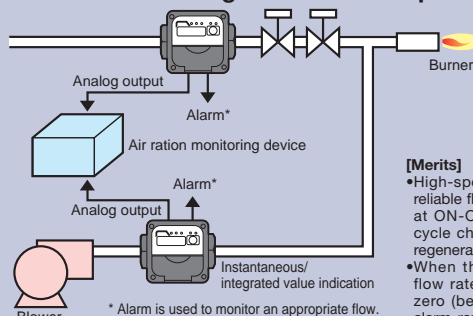 Burner
Analog output
Alarm*
Air ration monitoring device
Alarm*
Analog output
Instantaneous/
integrated value indication
* Alarm is used to monitor an appropriate flow.
Blower
[Merits]
•High-spe
reliable fl
at ON-O
cycle ch
regenera
•When th
flow rate
zero (be